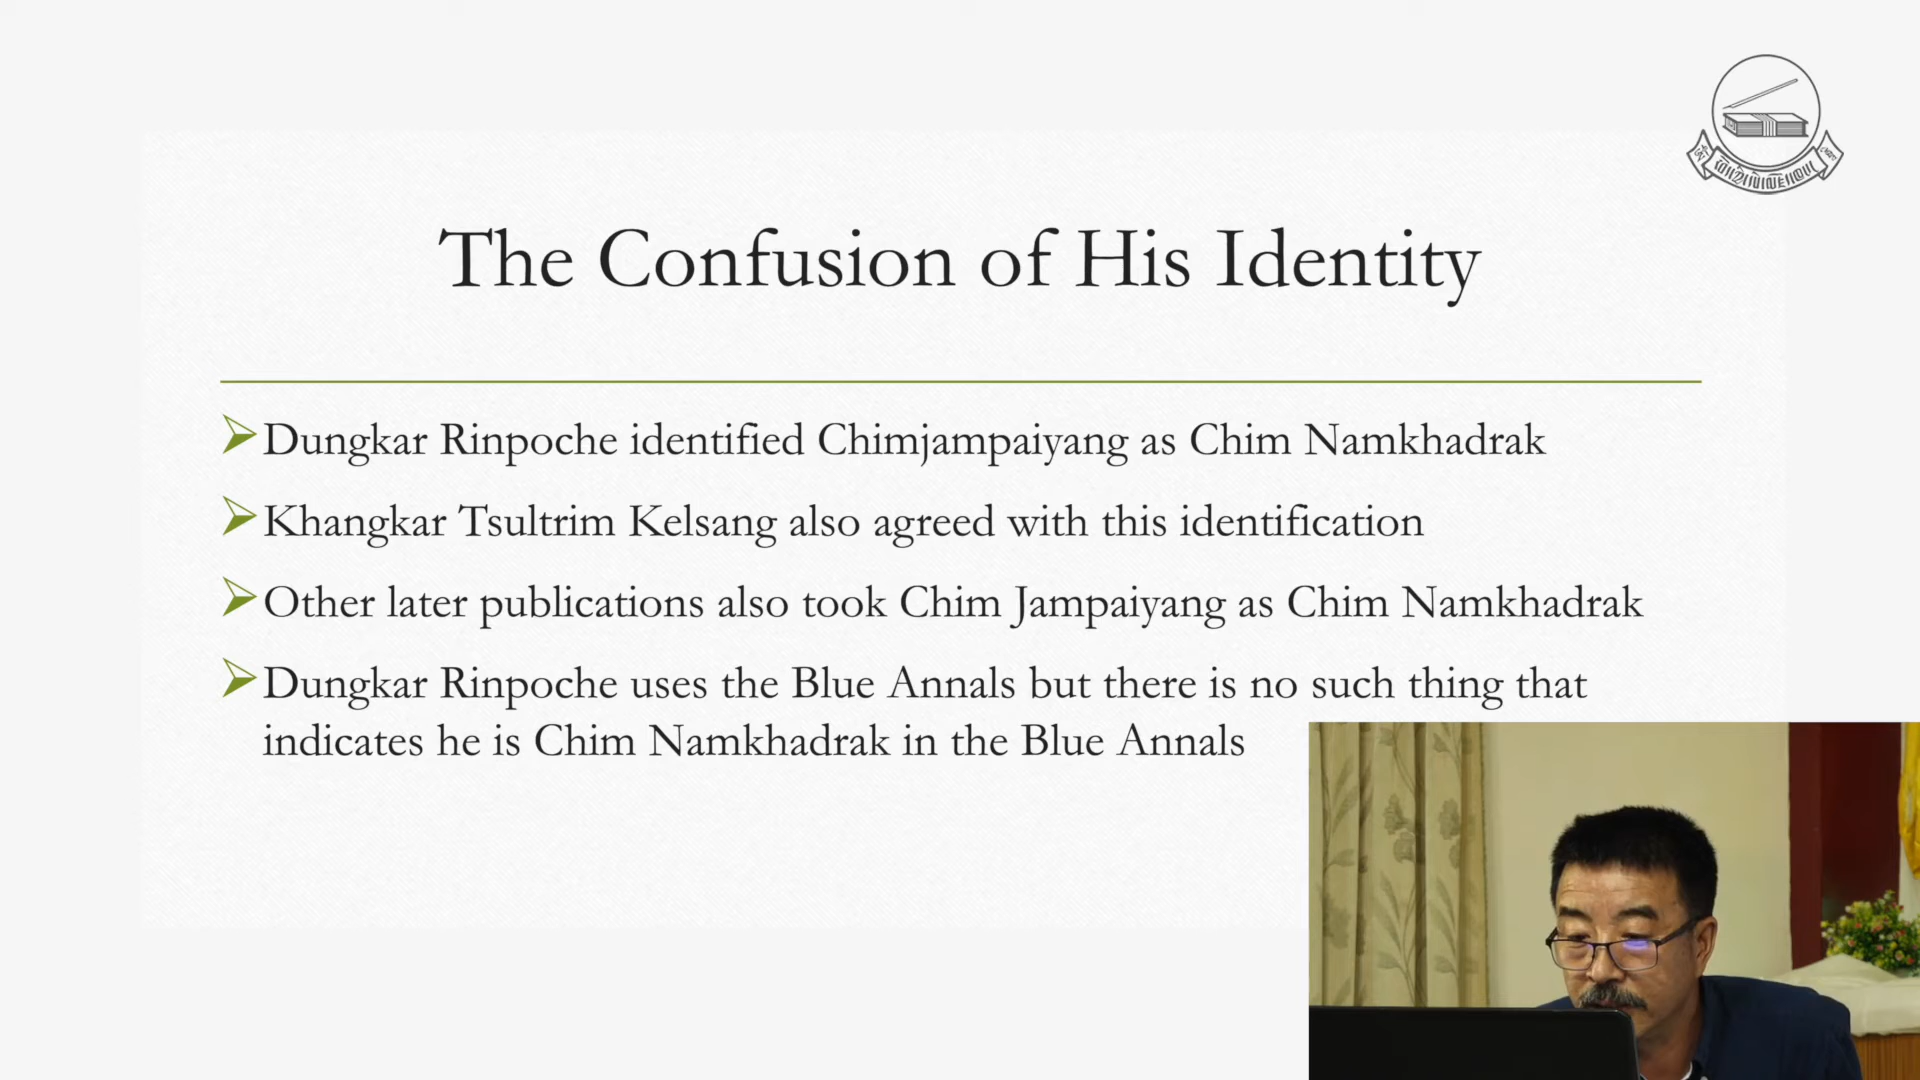 The Confusion of His Identity
Dungkar Rinpoche identified Chimjampaiyang as Chim Namkhadrak
Khangkar Tsultrim Kelsang also agreed with this identification
Other later publications also took Chim Jampaiyang as Chim Namkhadrak
Dungkar Rinpoche uses the Blue Annals but there is no such thing that
indicates he is Chim Namkhadrak in the Blue Annals